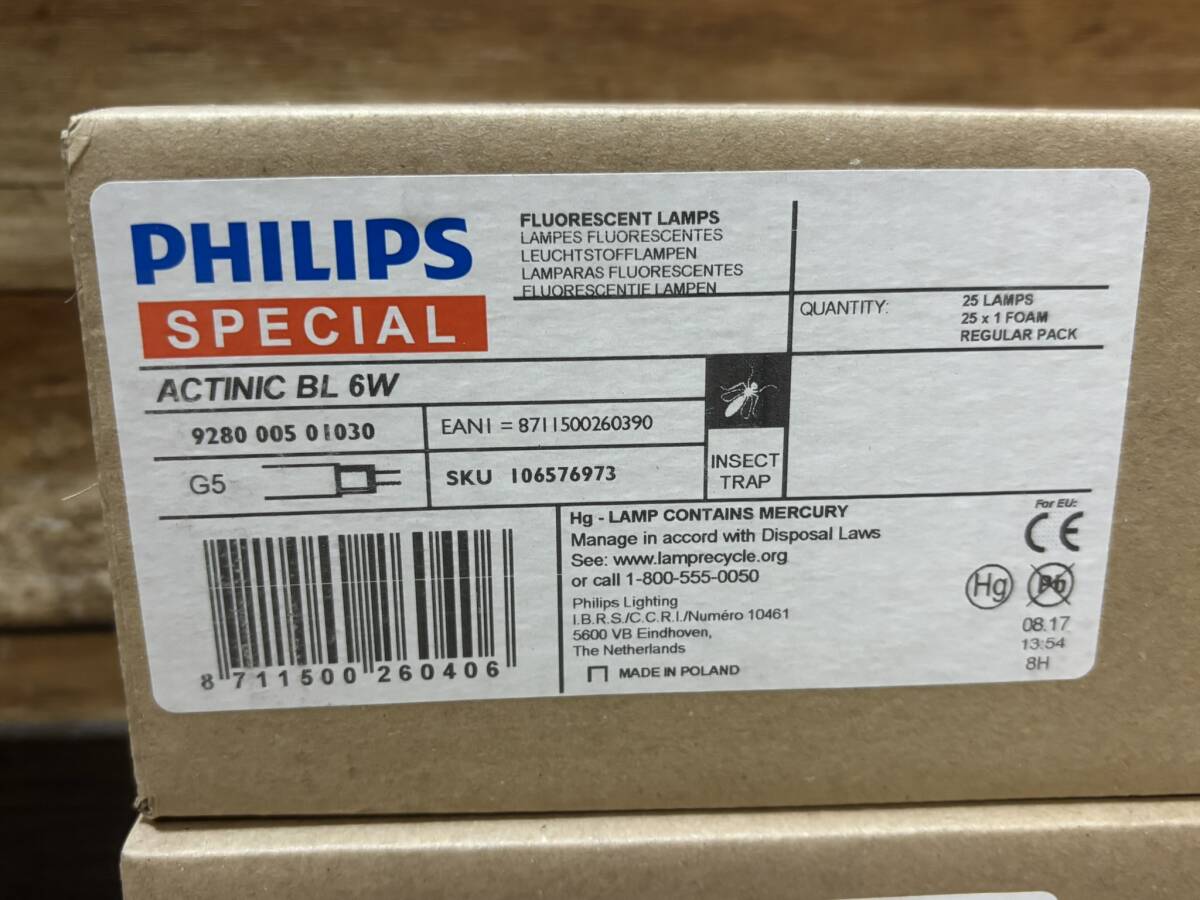 PHILIPS
SPECIAL
FLUORESCENT LAMPS
LAMPES FLUORESCENTES
LEUCHTSTOFFLAMPEN
LAMPARAS FLUORESCENTES
FLUORESCENTIE LAMPEN
QUANTITY:
25 LAMPS
25 x 1 FOAM
REGULAR PACK
ACTINIC BL 6W
9280 005 01030
EAN1 = 8711500260390
G5
SKU 106576973
INSECT
TRAP
8 711500 260406
Hg - LAMP CONTAINS MERCURY
Manage in accord with Disposal Laws
See: www.lamprecycle.org
or call 1-800-555-0050
Philips Lighting
I.B.R.S./C.C.R.I./Numéro 10461
5600 VB Eindhoven,
The Netherlands
MADE IN POLAND
For EU:
CE
Hg
Pb
08.17
13:54
8H